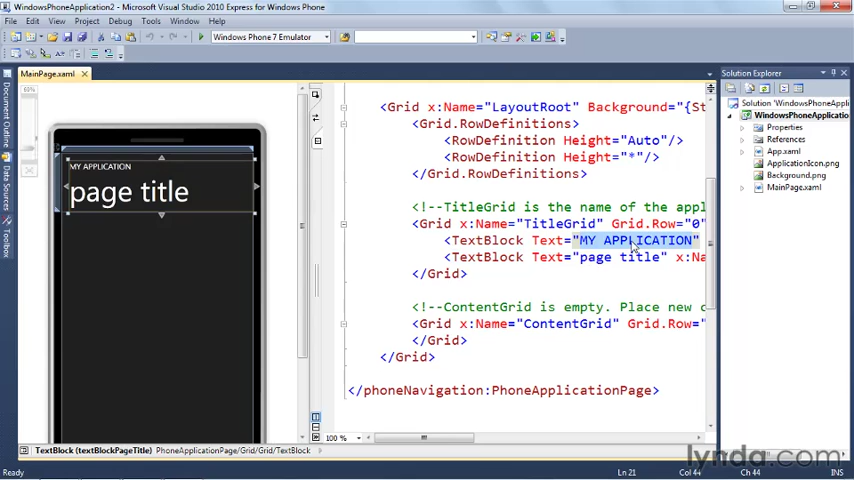 WindowsPhoneApplication2 - Microsoft Visual Studio 2010 Express for Windows Phone
File Edit View Project Debug Tools Window Help
Windows Phone 7 Emulator
MainPage.xaml
Solution Explorer
Document Outline
Data Sources
Toolbox
MY APPLICATION
page title
<Grid x:Name="LayoutRoot" Background="{St
<Grid.RowDefinitions>
<RowDefinition Height="Auto"/>
<RowDefinition Height="*"/>
</Grid.RowDefinitions>
<!--TitleGrid is the name of the appl
<Grid x:Name="TitleGrid" Grid.Row="0"
<TextBlock Text="MY APPLICATION"
<TextBlock Text="page title" x:Na
</Grid>
<!--ContentGrid is empty. Place new c
<Grid x:Name="ContentGrid" Grid.Row="
</Grid>
</Grid>
</phoneNavigation:PhoneApplicationPage>
Solution 'WindowsPhoneApplic
WindowsPhoneApplicatio
Properties
References
App.xaml
ApplicationIcon.png
Background.png
MainPage.xaml
100 %
TextBlock (textBlockPageTitle) PhoneApplicationPage/Grid/Grid/TextBlock
Ready
Ln 21
Col 44
Ch 44
INS
lynda.com